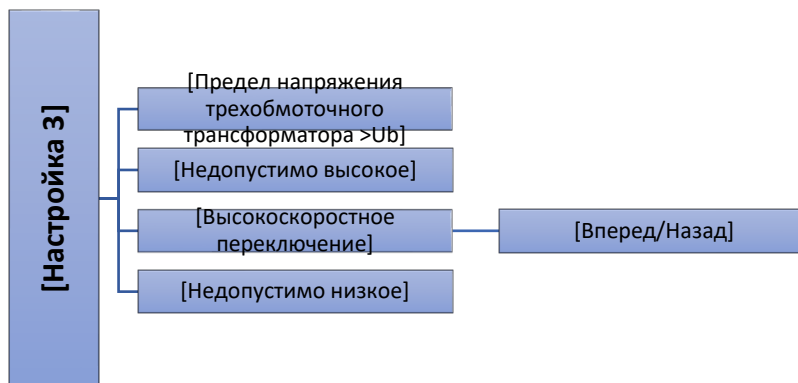 [Настройка 3]
[Предел напряжения
трехобмоточного
трансформатора >Ub]
[Недопустимо высокое]
[Высокоскоростное
переключение]
[Вперед/Назад]
[Недопустимо низкое]